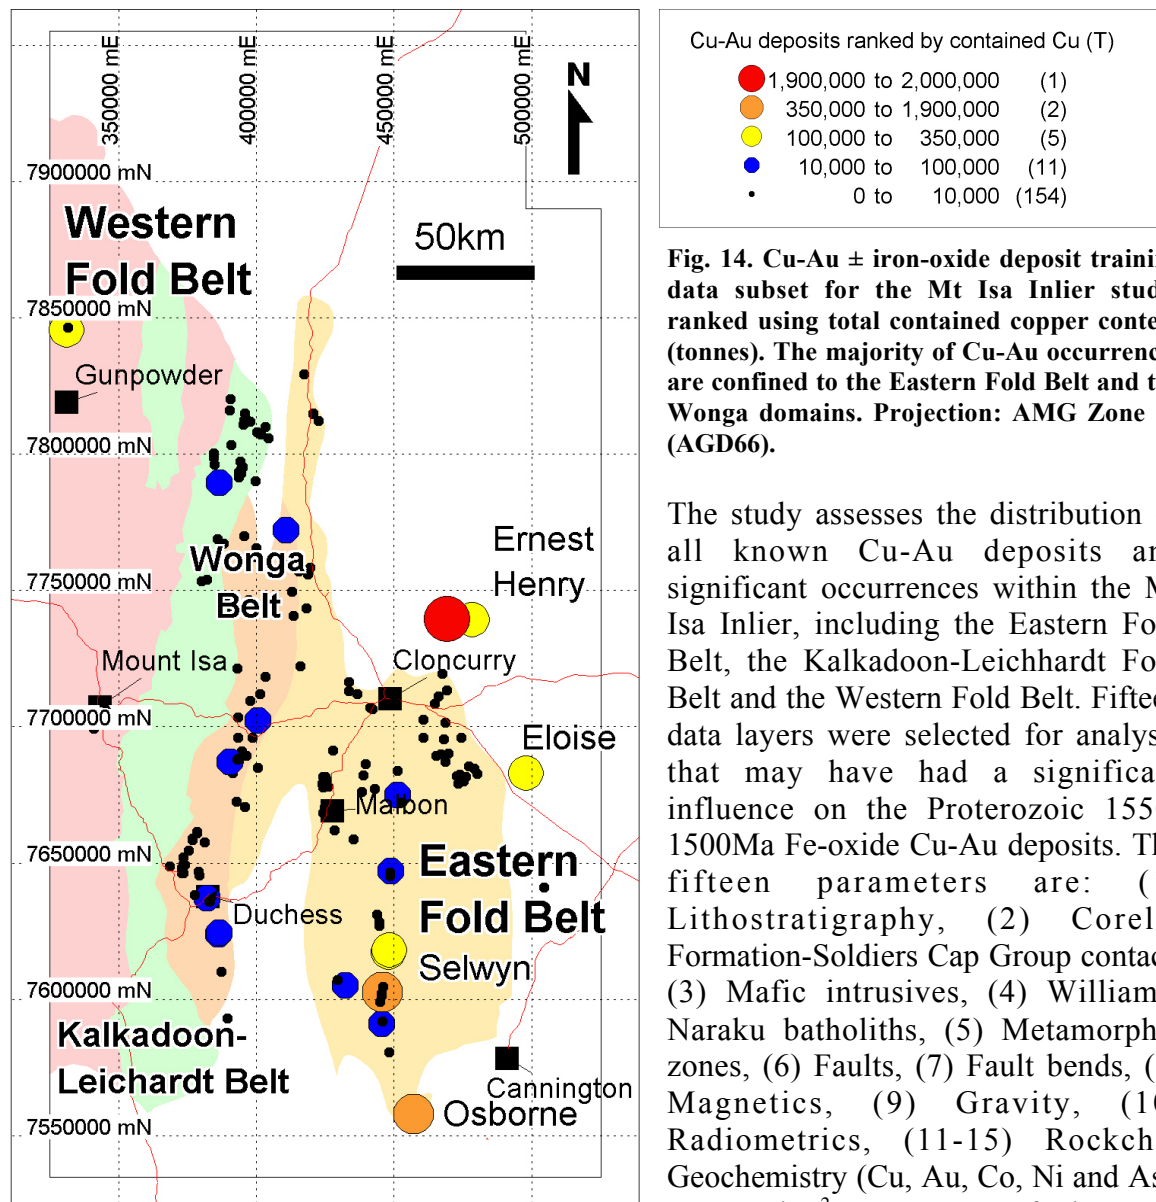 3500000 mE
4000000 mE
4500000 mE
5000000 mE
N
7900000 mN
Western
Fold Belt
50km
7850000 mN
Gunpowder
7800000 mN
Wonga
Belt
Ernest
Henry
7750000 mN
Mount Isa
Cloncurry
7700000 mN
Eloise
Malbon
7650000 mN
Eastern
Fold Belt
Duchess
Selwyn
7600000 mN
Kalkadoon-
Leichardt Belt
Cannington
Osborne
7550000 mN
Cu-Au deposits ranked by contained Cu (T)
1,900,000 to 2,000,000 (1)
350,000 to 1,900,000 (2)
100,000 to 350,000 (5)
10,000 to 100,000 (11)
0 to 10,000 (154)
Fig. 14. Cu-Au ± iron-oxide deposit trainin
data subset for the Mt Isa Inlier stud
ranked using total contained copper conte
(tonnes). The majority of Cu-Au occurrenc
are confined to the Eastern Fold Belt and t
Wonga domains. Projection: AMG Zone
(AGD66).
The study assesses the distribution
all known Cu-Au deposits an
significant occurrences within the M
Isa Inlier, including the Eastern Fo
Belt, the Kalkadoon-Leichhardt Fo
Belt and the Western Fold Belt. Fiftee
data layers were selected for analys
that may have had a significa
influence on the Proterozoic 155
1500Ma Fe-oxide Cu-Au deposits. Th
fifteen parameters are: (
Lithostratigraphy, (2) Corel
Formation-Soldiers Cap Group contac
(3) Mafic intrusives, (4) William
Naraku batholiths, (5) Metamorph
zones, (6) Faults, (7) Fault bends, (
Magnetics, (9) Gravity, (10
Radiometrics, (11-15) Rockch
Geochemistry (Cu, Au, Co, Ni and As